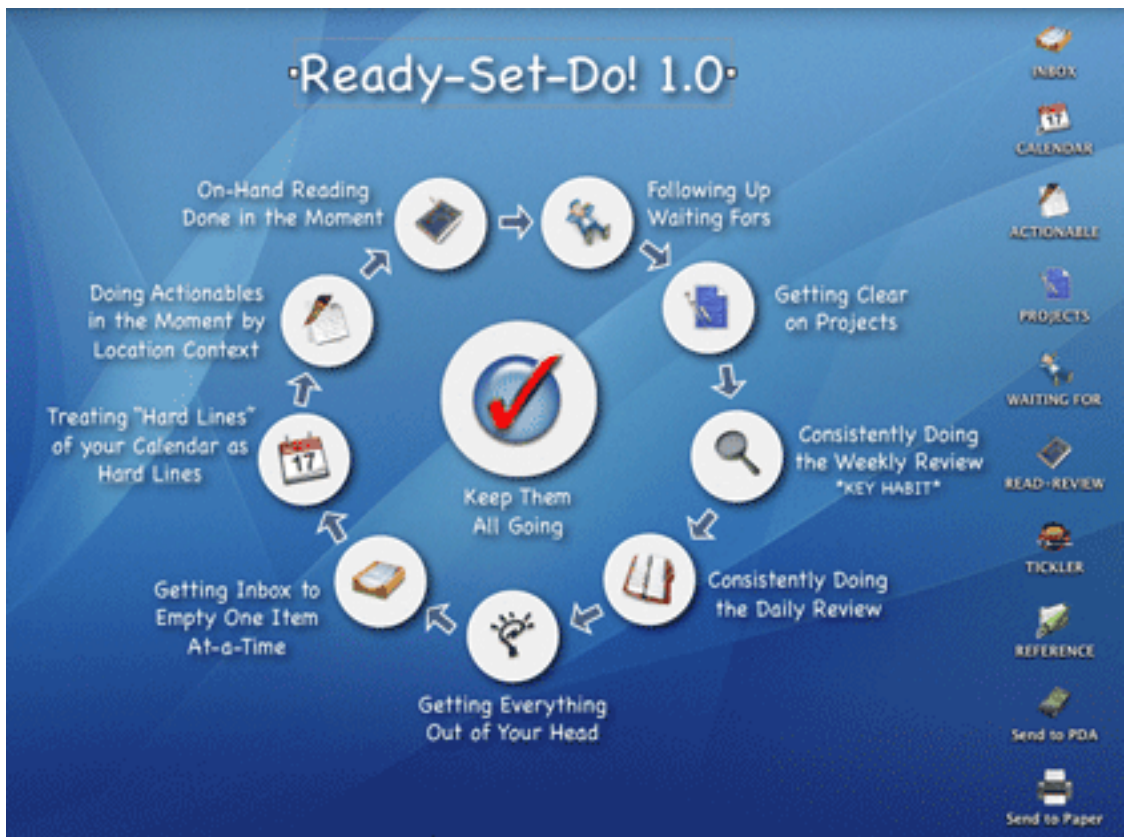 Ready-Set-Do! 1.0
On-Hand Reading
Done in the Moment
Following Up
Waiting Fors
Doing Actionables
in the Moment by
Location Context
Getting Clear
on Projects
Treating "Hard Lines"
of your Calendar as
Hard Lines
17
Consistently Doing
the Weekly Review
*KEY HABIT*
Keep Them
All Going
Getting Inbox to
Empty One Item
At-a-Time
Consistently Doing
the Daily Review
Getting Everything
Out of Your Head
INBOX
17
CALENDAR
ACTIONABLE
PROJECTS
WAITING FOR
READ-REVIEW
TICKLER
REFERENCE
Send to PDA
Send to Paper